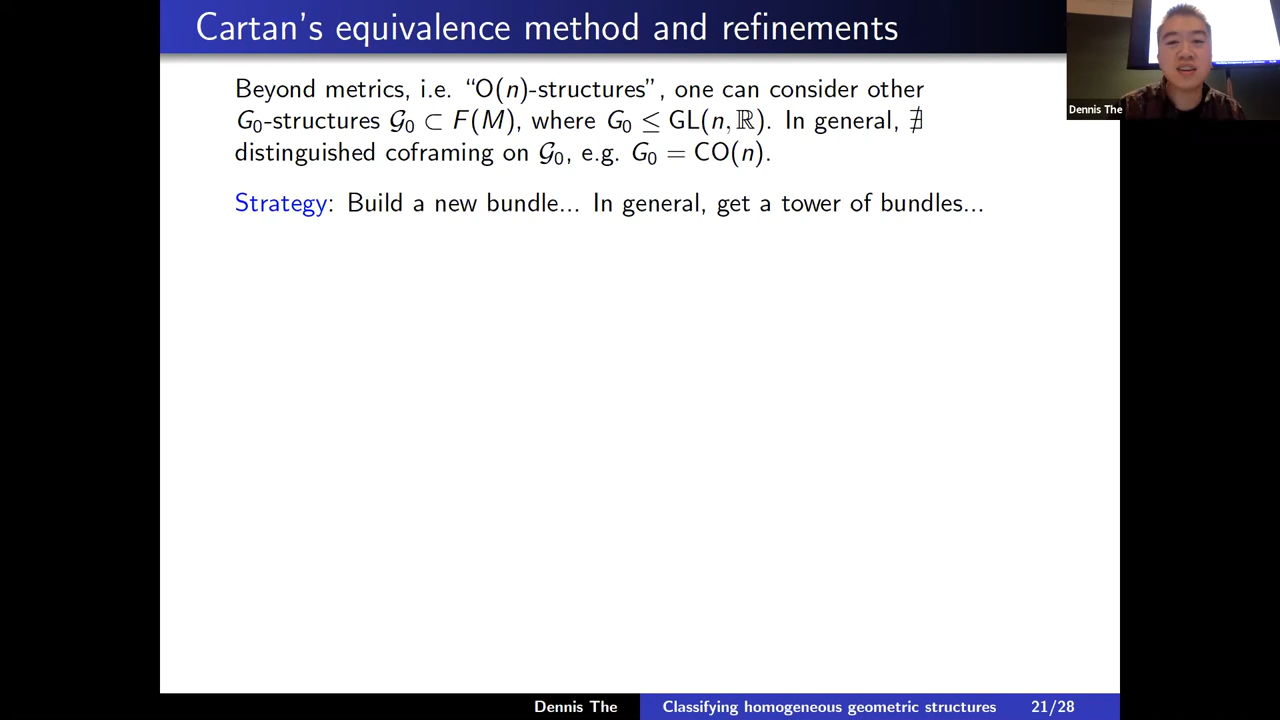 Cartan's equivalence method and refinements
Beyond metrics, i.e. “O(n)-structures”, one can consider other
G₀-structures 𝒢₀ ⊂ F(M), where G₀ ≤ GL(n, ℝ). In general, ∄
distinguished coframing on 𝒢₀, e.g. G₀ = CO(n).
Strategy: Build a new bundle... In general, get a tower of bundles...
Dennis The
Dennis The Classifying homogeneous geometric structures 21/28